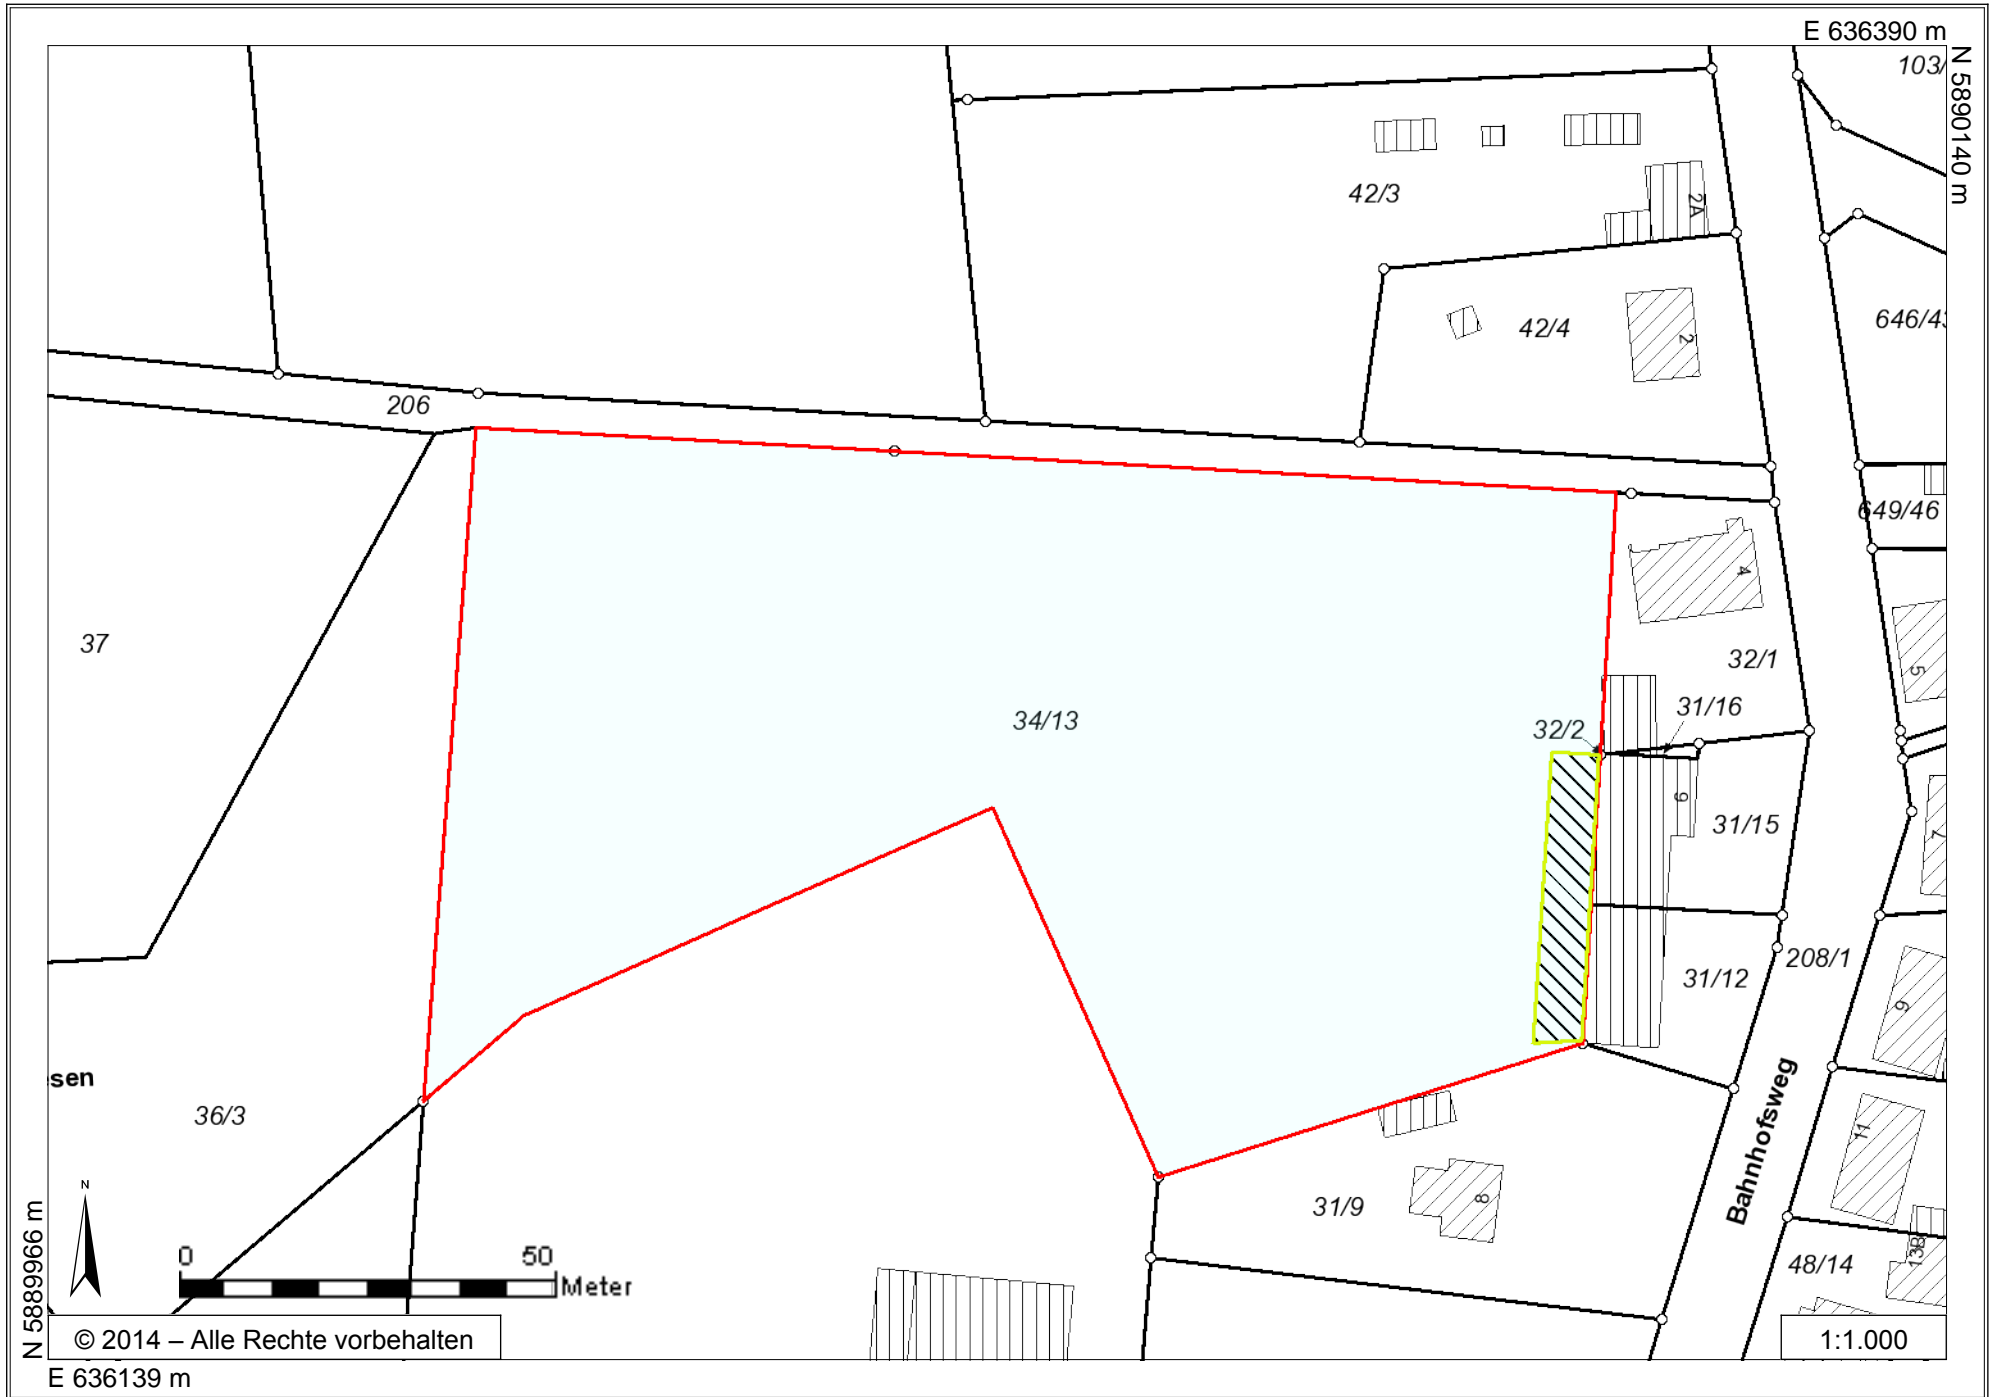 E 636390 m
N 5890140 m
103/
42/3
2A
42/4
2
646/43
206
649/46
4
37
5
32/1
34/13
31/16
32/2
9
31/15
7
31/12
208/1
9
sen
36/3
Bahnhofsweg
11
31/9
8
13B
48/14
N
0 50
Meter
N 5889966 m
© 2014 – Alle Rechte vorbehalten
1:1.000
E 636139 m